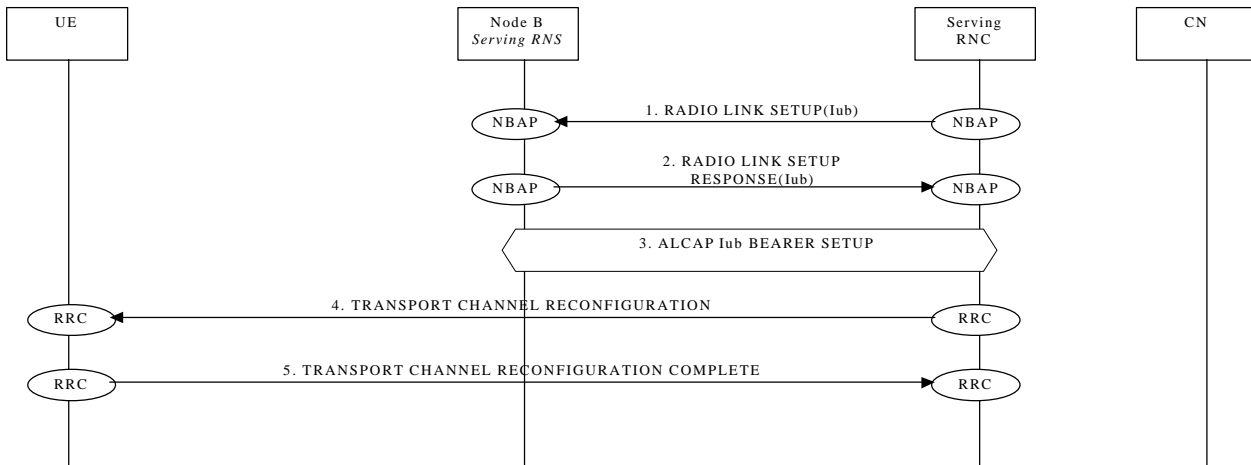 UE
Node B
Serving RNS
Serving
RNC
CN
1. RADIO LINK SETUP(Iub)
NBAP
NBAP
2. RADIO LINK SETUP
RESPONSE(Iub)
NBAP
NBAP
3. ALCAP Iub BEARER SETUP
4. TRANSPORT CHANNEL RECONFIGURATION
RRC
RRC
5. TRANSPORT CHANNEL RECONFIGURATION COMPLETE
RRC
RRC